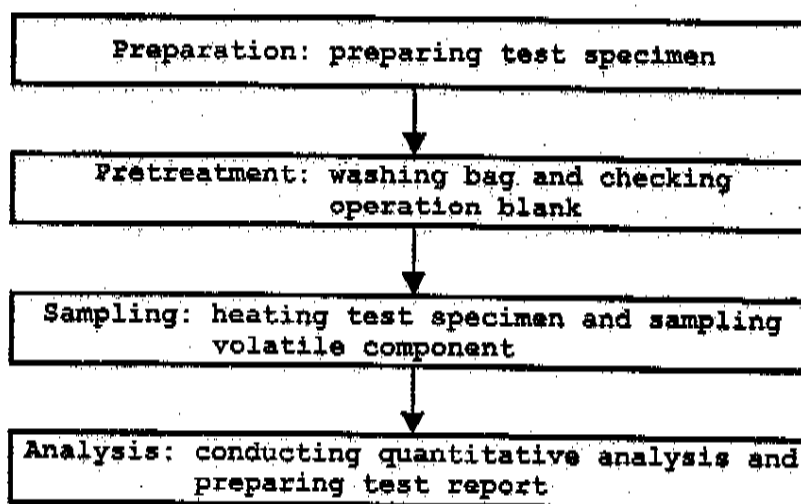 Preparation: preparing test specimen
Pretreatment: washing bag and checking
operation blank
Sampling: heating test specimen and sampling
volatile component
Analysis: conducting quantitative analysis and
preparing test report